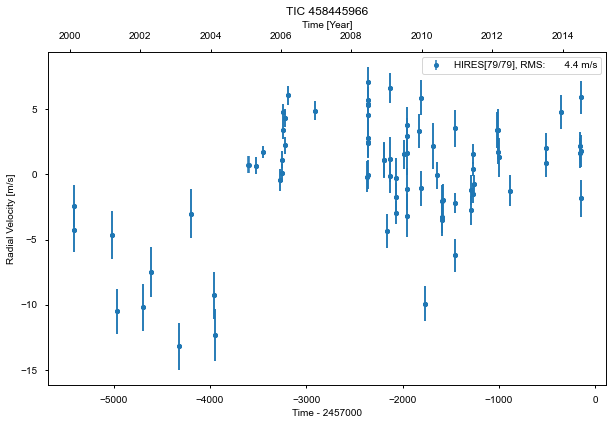 TIC 458445966
Time [Year]
2000 2002 2004 2006 2008 2010 2012 2014
HIRES[79/79], RMS: 4.4 m/s
Radial Velocity [m/s]
5
0
−5
−10
−15
−5000 −4000 −3000 −2000 −1000 0
Time - 2457000